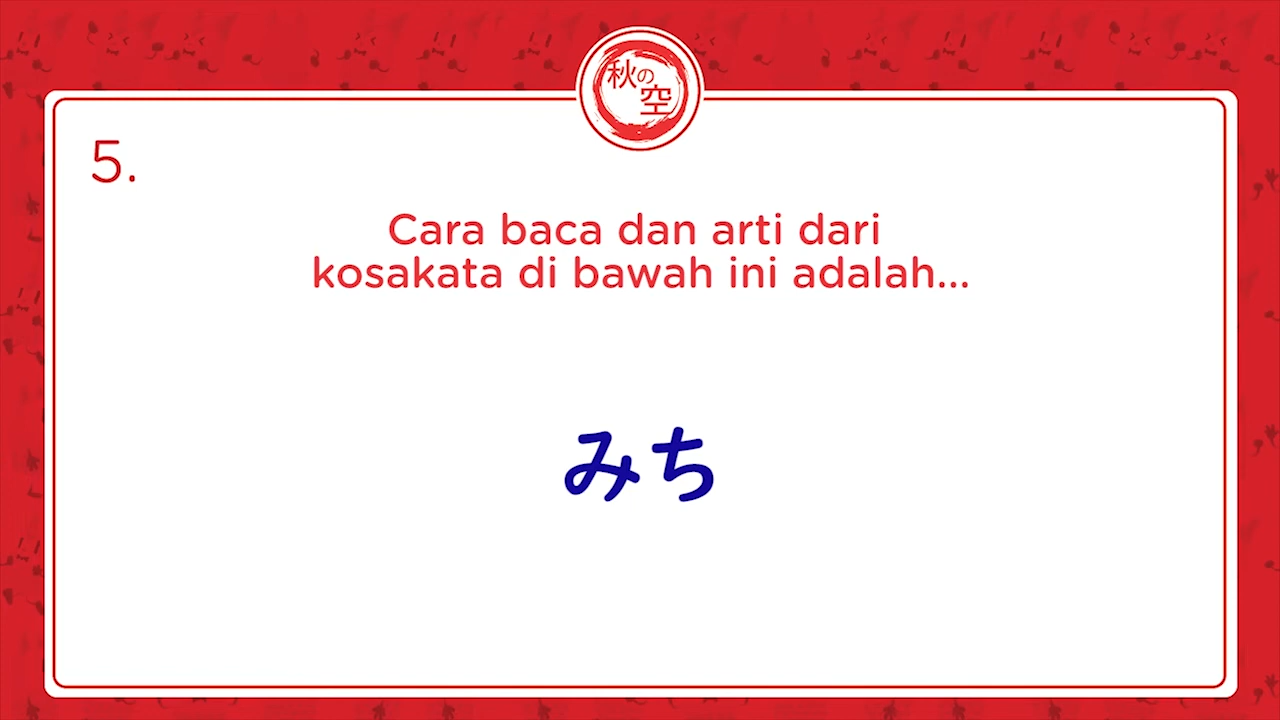 秋の
空
5.
Cara baca dan arti dari
kosakata di bawah ini adalah...
みち